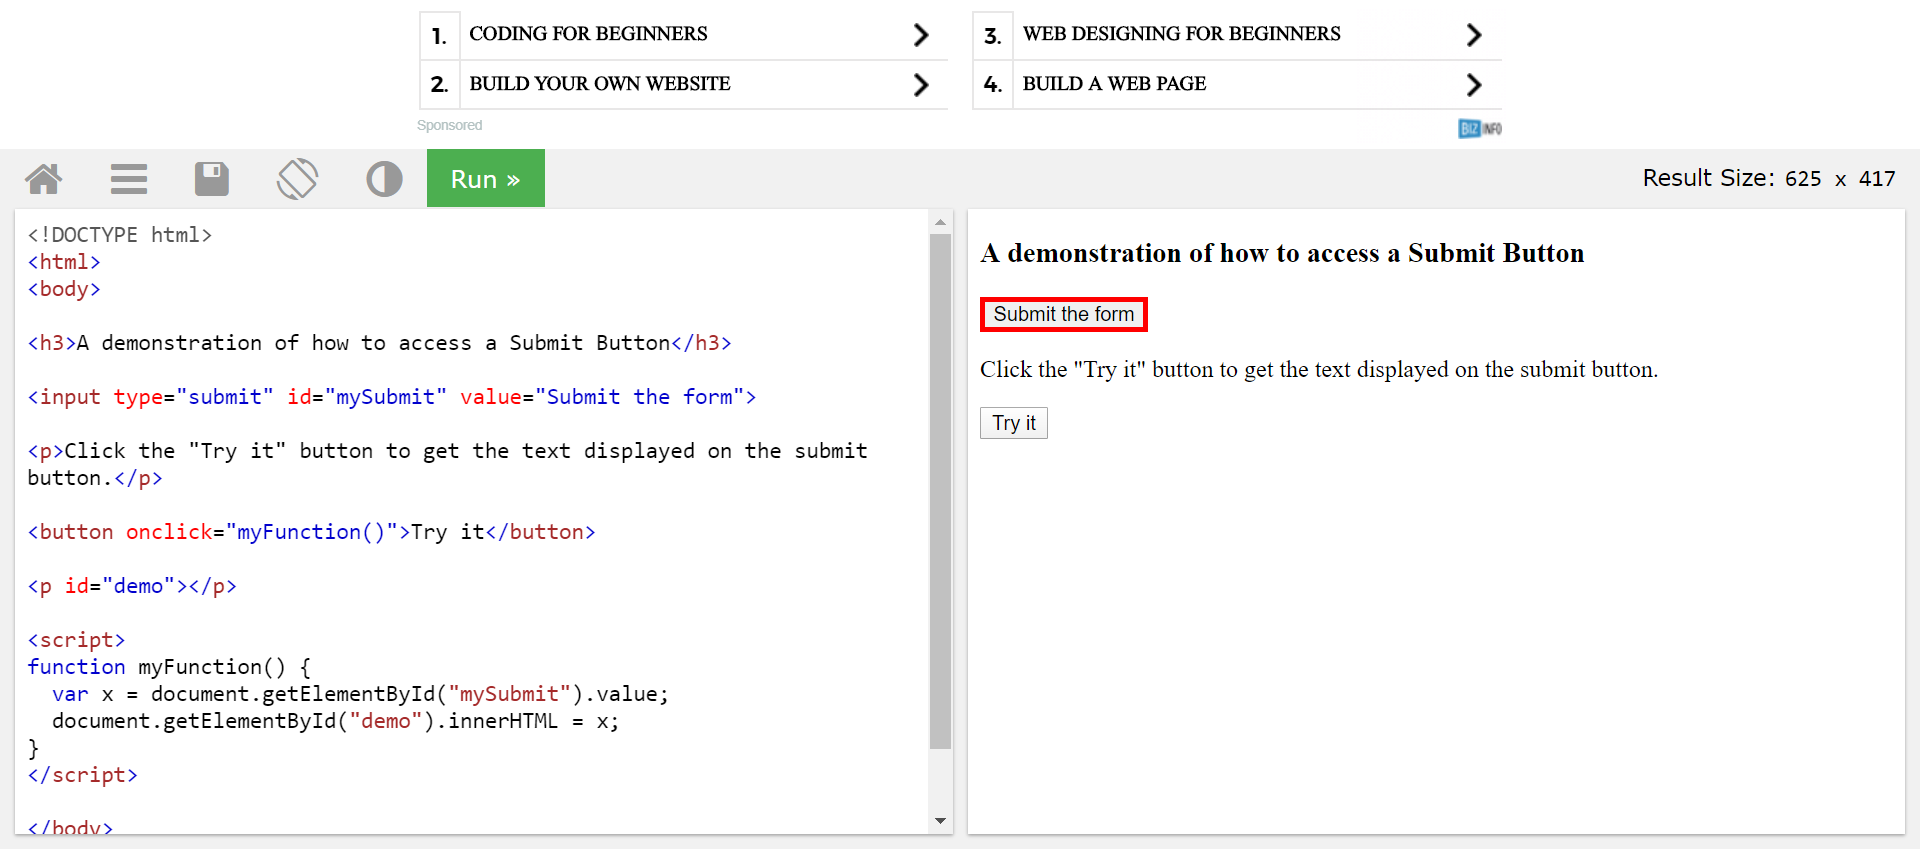 1. CODING FOR BEGINNERS
2. BUILD YOUR OWN WEBSITE
3. WEB DESIGNING FOR BEGINNERS
4. BUILD A WEB PAGE
Sponsored
BIZ INFO
Run »
Result Size: 625 x 417
<!DOCTYPE html>
<html>
<body>
<h3>A demonstration of how to access a Submit Button</h3>
<input type="submit" id="mySubmit" value="Submit the form">
<p>Click the "Try it" button to get the text displayed on the submit
button.</p>
<button onclick="myFunction()">Try it</button>
<p id="demo"></p>
<script>
function myFunction() {
  var x = document.getElementById("mySubmit").value;
  document.getElementById("demo").innerHTML = x;
}
</script>
</body>
A demonstration of how to access a Submit Button
Submit the form
Click the "Try it" button to get the text displayed on the submit button.
Try it